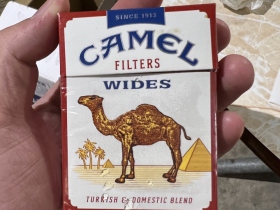 SINCE 1913
CAMEL
FILTERS
WIDES
TURKISH & DOMESTIC BLEND